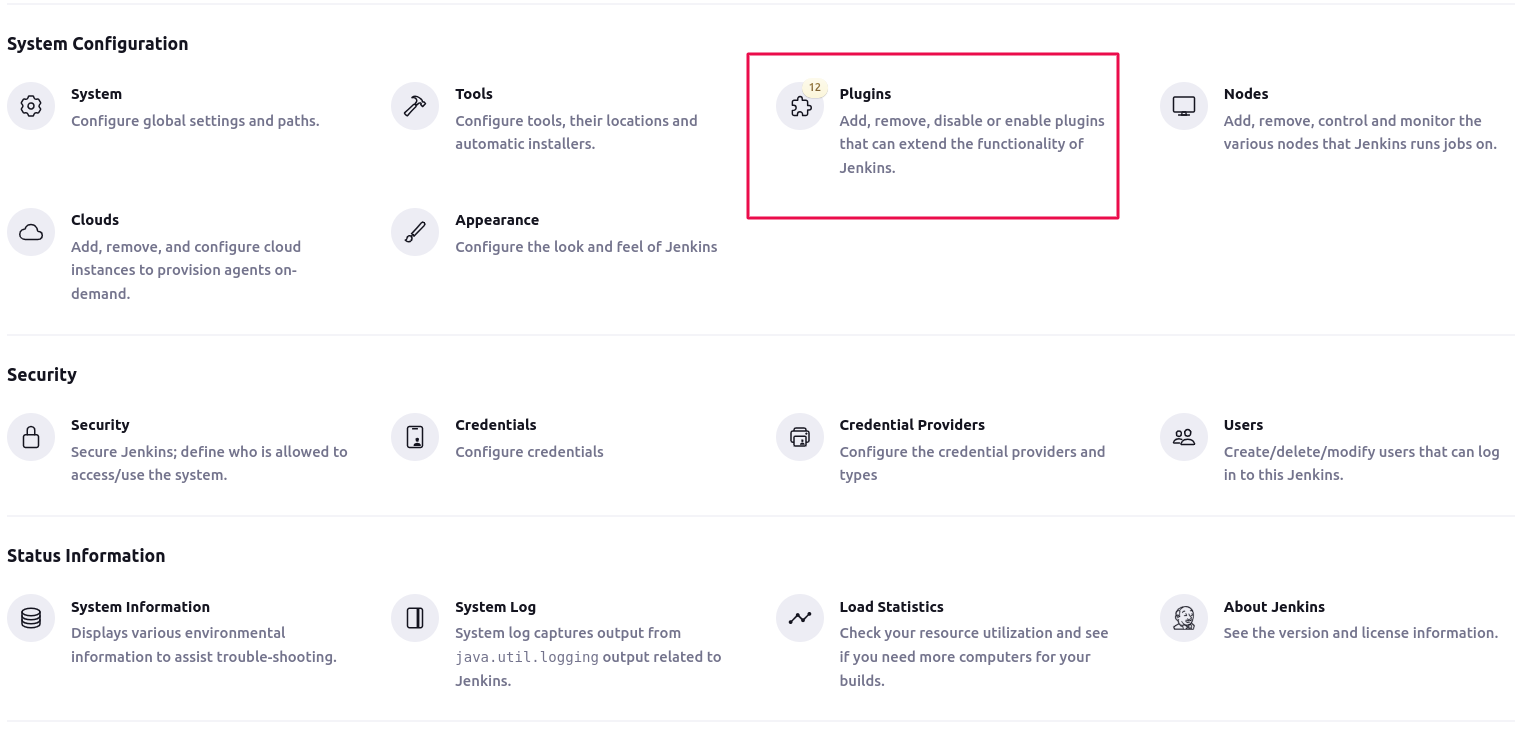 System Configuration
System
Configure global settings and paths.
Tools
Configure tools, their locations and
automatic installers.
12
Plugins
Add, remove, disable or enable plugins
that can extend the functionality of
Jenkins.
Nodes
Add, remove, control and monitor the
various nodes that Jenkins runs jobs on.
Clouds
Add, remove, and configure cloud
instances to provision agents on-
demand.
Appearance
Configure the look and feel of Jenkins
Security
Security
Secure Jenkins; define who is allowed to
access/use the system.
Credentials
Configure credentials
Credential Providers
Configure the credential providers and
types
Users
Create/delete/modify users that can log
in to this Jenkins.
Status Information
System Information
Displays various environmental
information to assist trouble-shooting.
System Log
System log captures output from
java.util.logging output related to
Jenkins.
Load Statistics
Check your resource utilization and see
if you need more computers for your
builds.
About Jenkins
See the version and license information.